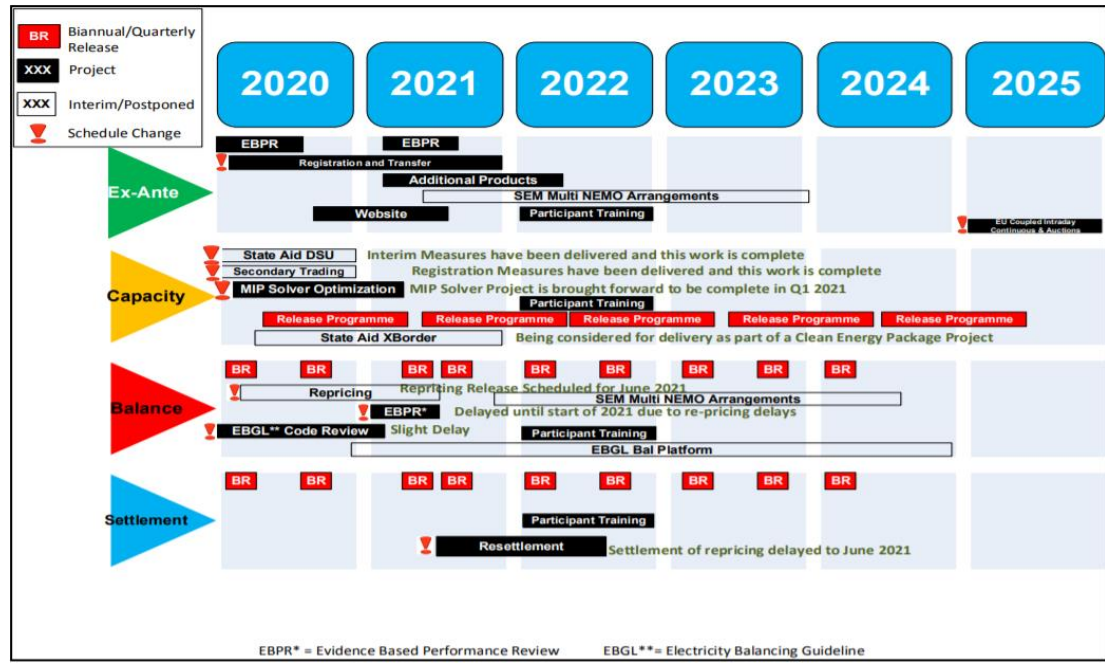 BR Biannual/Quarterly
Release
XXX Project
XXX Interim/Postponed
Schedule Change
2020 2021 2022 2023 2024 2025
Ex-Ante
EBPR EBPR
Registration and Transfer
Additional Products
SEM Multi NEMO Arrangements
Website Participant Training
EU Coupled Intraday
Continuous & Auctions
Capacity
State Aid DSU Interim Measures have been delivered and this work is complete
Secondary Trading Registration Measures have been delivered and this work is complete
MIP Solver Optimization MIP Solver Project is brought forward to be complete in Q1 2021
Participant Training
Release Programme Release Programme Release Programme Release Programme Release Programme
State Aid XBorder Being considered for delivery as part of a Clean Energy Package Project
Balance
BR BR BR BR BR BR BR BR BR
Repricing Repricing Release Scheduled for June 2021
SEM Multi NEMO Arrangements
EBPR* Delayed until start of 2021 due to re-pricing delays
EBGL** Code Review Slight Delay Participant Training
EBGL Bal Platform
Settlement
BR BR BR BR BR BR BR BR BR
Participant Training
Resettlement Settlement of repricing delayed to June 2021
EBPR* = Evidence Based Performance Review EBGL**= Electricity Balancing Guideline